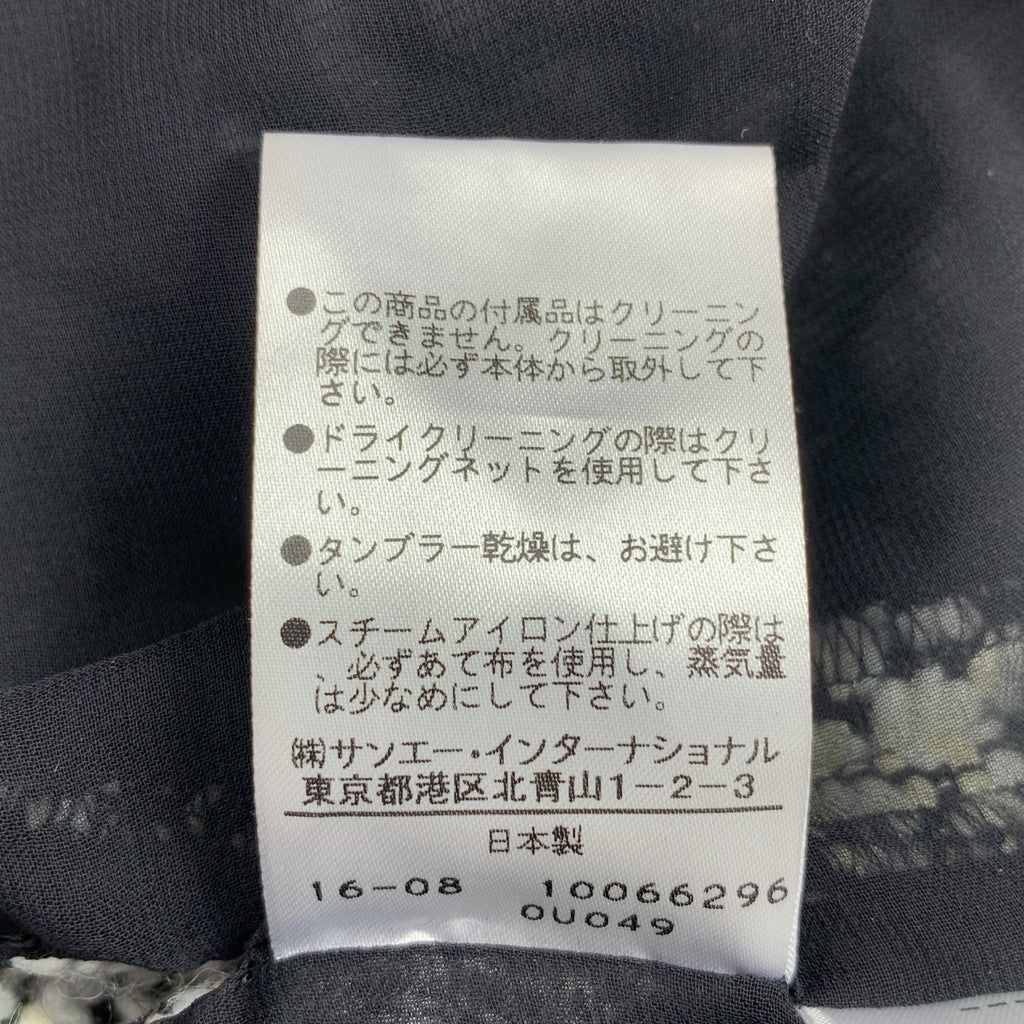 ●この商品の付属品はクリーニン
グできません。クリーニングの
際には必ず本体から取外して下
さい。
●ドライクリーニングの際はクリ
ーニングネットを使用して下さ
い。
●タンブラー乾燥は、お避け下さ
い。
●スチームアイロン仕上げの際は
、必ずあて布を使用し、蒸気量
は少なめにして下さい。
㈱サンエー・インターナショナル
東京都港区北青山1-2-3
日本製
16-08 10066296
0U049